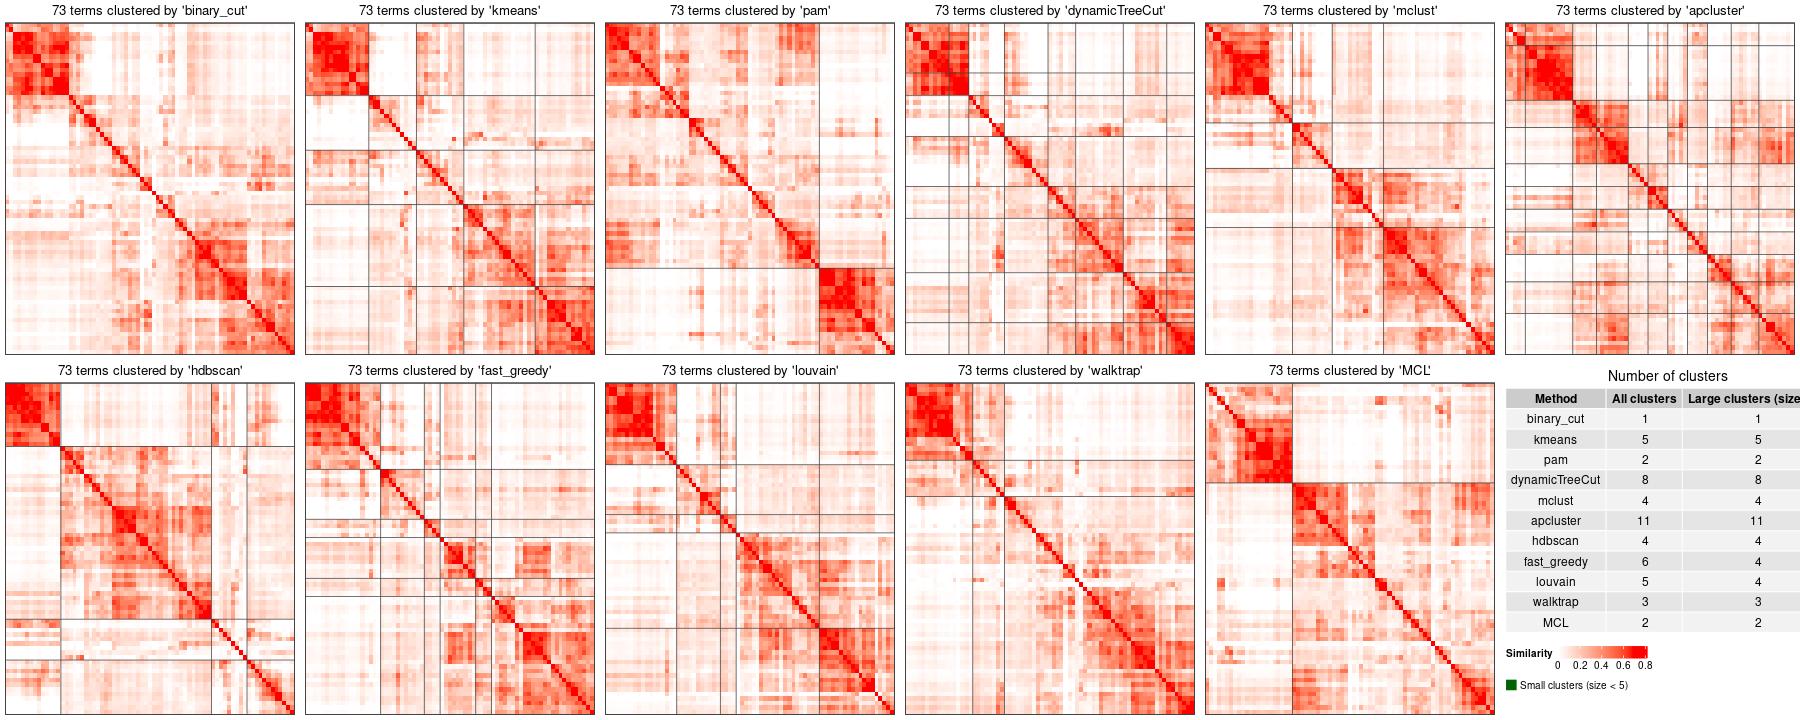 73 terms clustered by 'binary_cut'
73 terms clustered by 'kmeans'
73 terms clustered by 'pam'
73 terms clustered by 'dynamicTreeCut'
73 terms clustered by 'mclust'
73 terms clustered by 'apcluster'
73 terms clustered by 'hdbscan'
73 terms clustered by 'fast_greedy'
73 terms clustered by 'louvain'
73 terms clustered by 'walktrap'
73 terms clustered by 'MCL'
Number of clusters
Method All clusters Large clusters (size
binary_cut 1 1
kmeans 5 5
pam 2 2
dynamicTreeCut 8 8
mclust 4 4
apcluster 11 11
hdbscan 4 4
fast_greedy 6 4
louvain 5 4
walktrap 3 3
MCL 2 2
Similarity
0 0.2 0.4 0.6 0.8
Small clusters (size < 5)